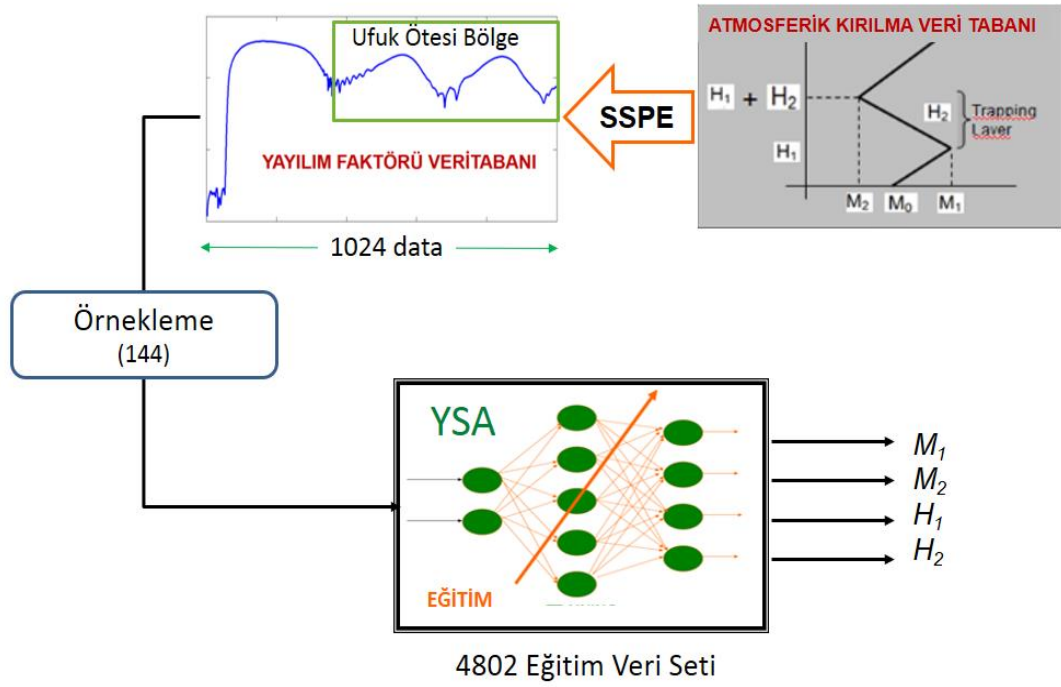 Ufuk Ötesi Bölge
YAYILIM FAKTÖRÜ VERİTABANI
1024 data
SSPE
ATMOSFERİK KIRILMA VERİ TABANI
H₁ + H₂
H₁
H₂
Trapping
Laver
M₂ M₀ M₁
Örnekleme
(144)
YSA
EĞİTİM
M₁
M₂
H₁
H₂
4802 Eğitim Veri Seti